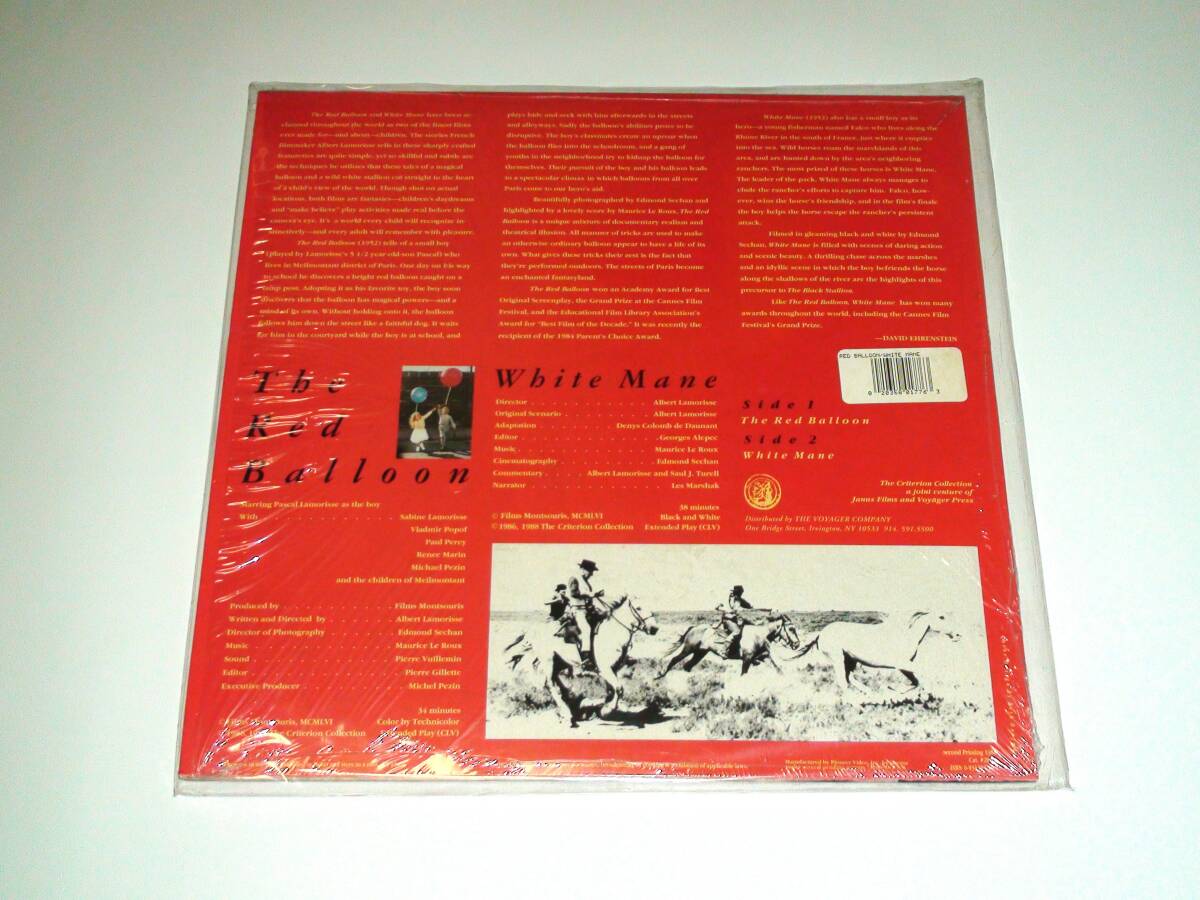 The Red Balloon and White Mane have been ac-
claimed throughout the world as two of the finest films
ever made for—and about—children. The stories French
filmmaker Albert Lamorisse tells in these sharply crafted
featurettes are quite simple, yet so skillful and subtle are
the techniques he utilizes that these tales of a magical
balloon and a wild white stallion cut straight to the heart
of a child's view of the world. Though shot on actual
locations, both films are fantasies—children's daydreams
and "make believe" play activities made real before the
camera's eye. It's a world every child will recognize in-
stinctively—and every adult will remember with pleasure.
The Red Balloon (1952) tells of a small boy
(played by Lamorisse's 5 1/2 year-old-son Pascal) who
lives in Meilmontant district of Paris. One day on his way
to school he discovers a bright red balloon caught on a
lamp post. Adopting it as his favorite toy, the boy soon
discovers that the balloon has magical powers—and a
mind of its own. Without holding onto it, the balloon
follows him down the street like a faithful dog. It waits
for him in the courtyard while the boy is at school, and
plays hide and seek with him afterwards in the streets
and alleyways. Sadly the balloon's abilities prove to be
disruptive. The boy's classmates create an uproar when
the balloon flies into the schoolroom, and a gang of
youths in the neighborhood try to kidnap the balloon for
themselves. Their pursuit of the boy and his balloon leads
to a spectacular climax in which balloons from all over
Paris come to our hero's aid.
Beautifully photographed by Edmond Sechan and
highlighted by a lovely score by Maurice Le Roux, The Red
Balloon is a unique mixture of documentary realism and
theatrical illusion. All manner of tricks are used to make
an otherwise ordinary balloon appear to have a life of its
own. What gives these tricks their zest is the fact that
they're performed outdoors. The streets of Paris become
an enchanted fantasyland.
The Red Balloon won an Academy Award for Best
Original Screenplay, the Grand Prize at the Cannes Film
Festival, and the Educational Film Library Association's
Award for "Best Film of the Decade." It was recently the
recipient of the 1984 Parent's Choice Award.
White Mane (1952) also has a small boy as its
hero—a young fisherman named Falco who lives along the
Rhone River in the south of France, just where it empties
into the sea. Wild horses roam the marshlands of this
area, and are hunted down by the area's neighboring
ranchers. The most prized of these horses is White Mane.
The leader of the pack, White Mane always manages to
elude the rancher's efforts to capture him. Falco, how-
ever, wins the horse's friendship, and in the film's finale
the boy helps the horse escape the rancher's persistent
attack.
Filmed in gleaming black and white by Edmond
Sechan, White Mane is filled with scenes of daring action
and scenic beauty. A thrilling chase across the marshes
and an idyllic scene in which the boy befriends the horse
along the shallows of the river are the highlights of this
precursor to The Black Stallion.
Like The Red Balloon, White Mane has won many
awards throughout the world, including the Cannes Film
Festival's Grand Prize.
—DAVID EHRENSTEIN
RED BALLOON/WHITE MANE
0 20356 01776 3
The
Red
Balloon
Starring Pascal Lamorisse as the boy
With . . . . Sabine Lamorisse
Vladmir Popof
Paul Percy
Renee Marin
Michael Pezin
and the children of Meilmontant
Produced by . . . . Films Montsouris
Written and Directed by . . . . Albert Lamorisse
Director of Photography . . . . Edmond Sechan
Music . . . . Maurice Le Roux
Sound . . . . Pierre Vuillemin
Editor . . . . Pierre Gillette
Executive Producer . . . . Michel Pezin
34 minutes
© Films Montsouris, MCMLVI Color by Technicolor
The Criterion Collection Extended Play (CLV)
White Mane
Director . . . . Albert Lamorisse
Original Scenario . . . . Albert Lamorisse
Adaptation . . . . Denys Colomb de Daunant
Editor . . . . Georges Alepec
Music . . . . Maurice Le Roux
Cinematography . . . . Edmond Sechan
Commentary . . . . Albert Lamorisse and Saul J. Turell
Narrator . . . . Les Marshak
38 minutes
© Films Montsouris, MCMLVI Black and White
© 1986, 1988 The Criterion Collection Extended Play (CLV)
Side 1
The Red Balloon
Side 2
White Mane
The Criterion Collection
a joint venture of
Janus Films and Voyager Press
Distributed by THE VOYAGER COMPANY
One Bridge Street, Irvington, NY 10533 914. 591.5500
second Printing
Cat.
ISBN
Manufactured by Pioneer Video, Inc.
of applicable laws.